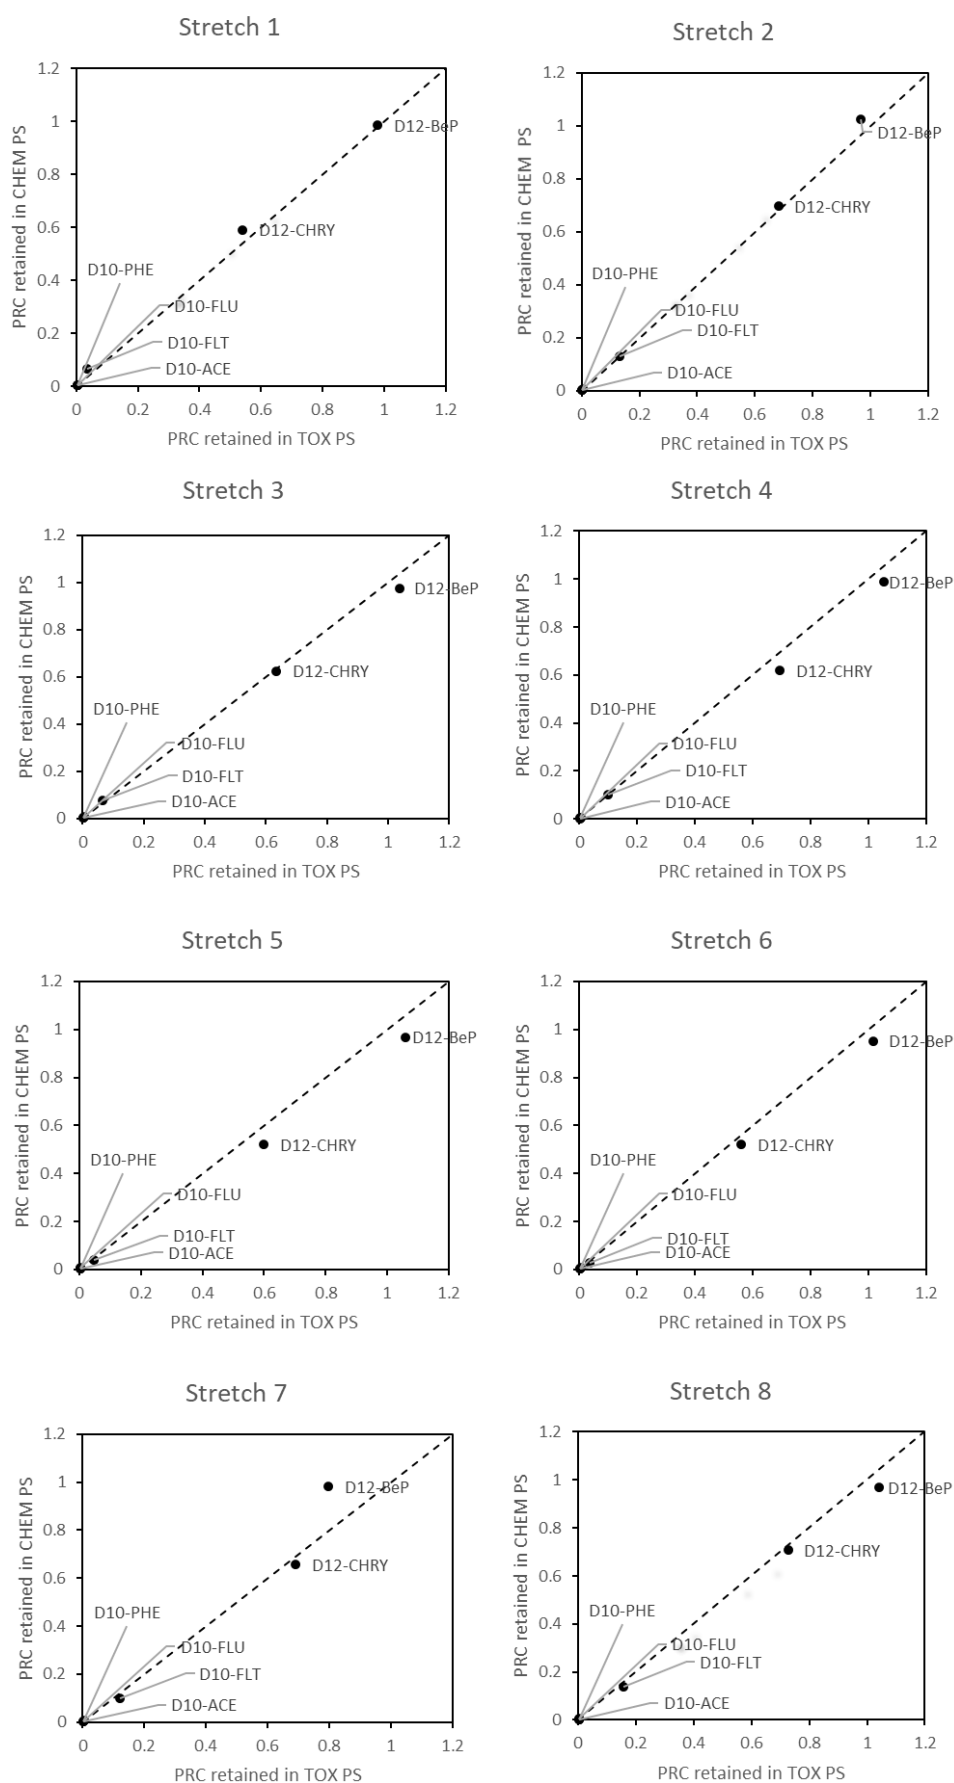 Stretch 1
PRC retained in CHEM PS
1.2
1
0.8
0.6
0.4
0.2
0
D12-BeP
D12-CHRY
D10-PHE
D10-FLU
D10-FLT
D10-ACE
0 0.2 0.4 0.6 0.8 1 1.2
PRC retained in TOX PS
Stretch 2
PRC retained in CHEM PS
1.2
1
0.8
0.6
0.4
0.2
0
D12-BeP
D12-CHRY
D10-PHE
D10-FLU
D10-FLT
D10-ACE
0 0.2 0.4 0.6 0.8 1 1.2
PRC retained in TOX PS
Stretch 3
PRC retained in CHEM PS
1.2
1
0.8
0.6
0.4
0.2
0
D12-BeP
D12-CHRY
D10-PHE
D10-FLU
D10-FLT
D10-ACE
0 0.2 0.4 0.6 0.8 1 1.2
PRC retained in TOX PS
Stretch 4
PRC retained in CHEM PS
1.2
1
0.8
0.6
0.4
0.2
0
D12-BeP
D12-CHRY
D10-PHE
D10-FLU
D10-FLT
D10-ACE
0 0.2 0.4 0.6 0.8 1 1.2
PRC retained in TOX PS
Stretch 5
PRC retained in CHEM PS
1.2
1
0.8
0.6
0.4
0.2
0
D12-BeP
D12-CHRY
D10-PHE
D10-FLU
D10-FLT
D10-ACE
0 0.2 0.4 0.6 0.8 1 1.2
PRC retained in TOX PS
Stretch 6
PRC retained in CHEM PS
1.2
1
0.8
0.6
0.4
0.2
0
D12-BeP
D12-CHRY
D10-PHE
D10-FLU
D10-FLT
D10-ACE
0 0.2 0.4 0.6 0.8 1 1.2
PRC retained in TOX PS
Stretch 7
PRC retained in CHEM PS
1.2
1
0.8
0.6
0.4
0.2
0
D12-BeP
D12-CHRY
D10-PHE
D10-FLU
D10-FLT
D10-ACE
0 0.2 0.4 0.6 0.8 1 1.2
PRC retained in TOX PS
Stretch 8
PRC retained in CHEM PS
1.2
1
0.8
0.6
0.4
0.2
0
D12-BeP
D12-CHRY
D10-PHE
D10-FLU
D10-FLT
D10-ACE
0 0.2 0.4 0.6 0.8 1 1.2
PRC retained in TOX PS